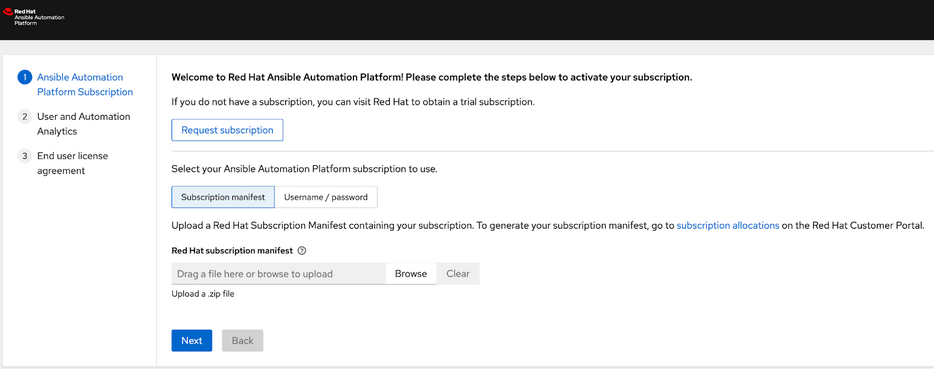 Red Hat
Ansible Automation
Platform
1 Ansible Automation
Platform Subscription
2 User and Automation
Analytics
3 End user license
agreement
Welcome to Red Hat Ansible Automation Platform! Please complete the steps below to activate your subscription.
If you do not have a subscription, you can visit Red Hat to obtain a trial subscription.
Request subscription
Select your Ansible Automation Platform subscription to use.
Subscription manifest Username / password
Upload a Red Hat Subscription Manifest containing your subscription. To generate your subscription manifest, go to subscription allocations on the Red Hat Customer Portal.
Red Hat subscription manifest
Drag a file here or browse to upload Browse Clear
Upload a .zip file
Next Back